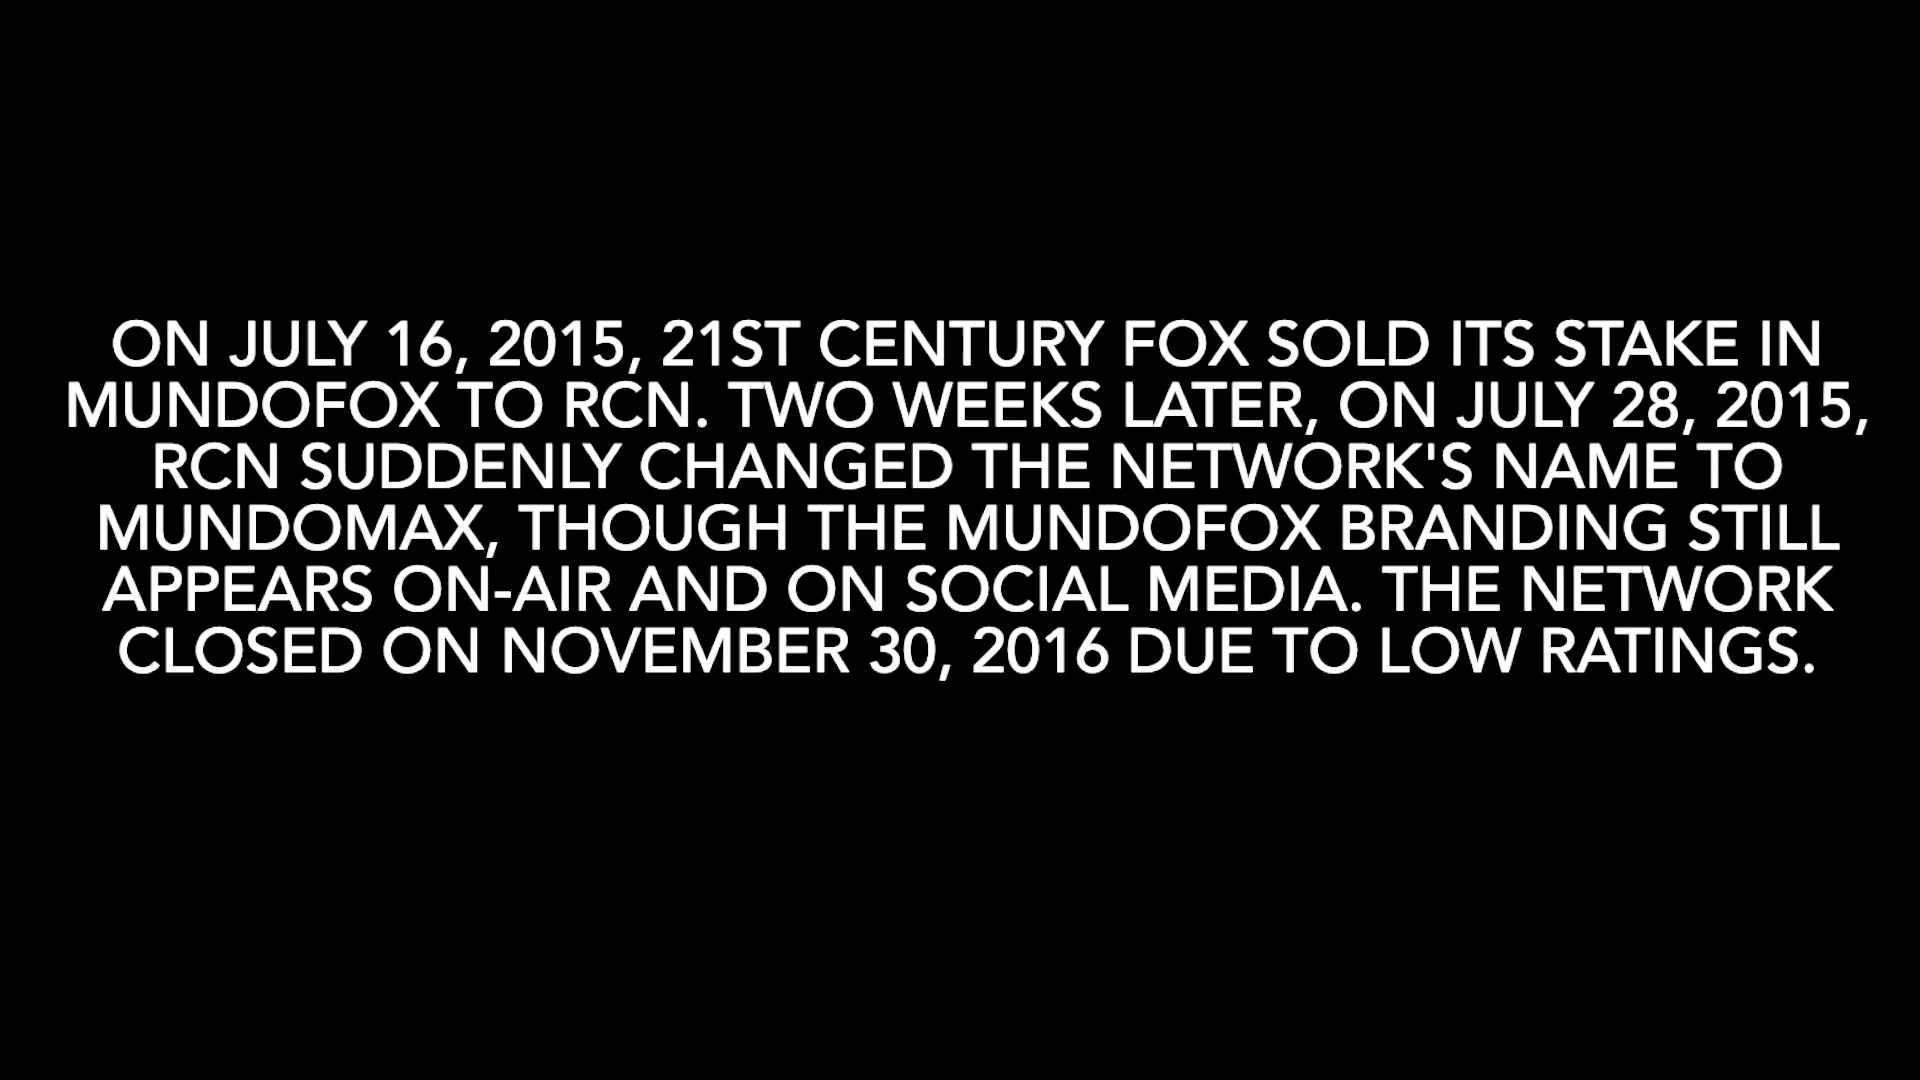 ON JULY 16, 2015, 21ST CENTURY FOX SOLD ITS STAKE IN
MUNDOFOX TO RCN. TWO WEEKS LATER, ON JULY 28, 2015,
RCN SUDDENLY CHANGED THE NETWORK'S NAME TO
MUNDOMAX, THOUGH THE MUNDOFOX BRANDING STILL
APPEARS ON-AIR AND ON SOCIAL MEDIA. THE NETWORK
CLOSED ON NOVEMBER 30, 2016 DUE TO LOW RATINGS.